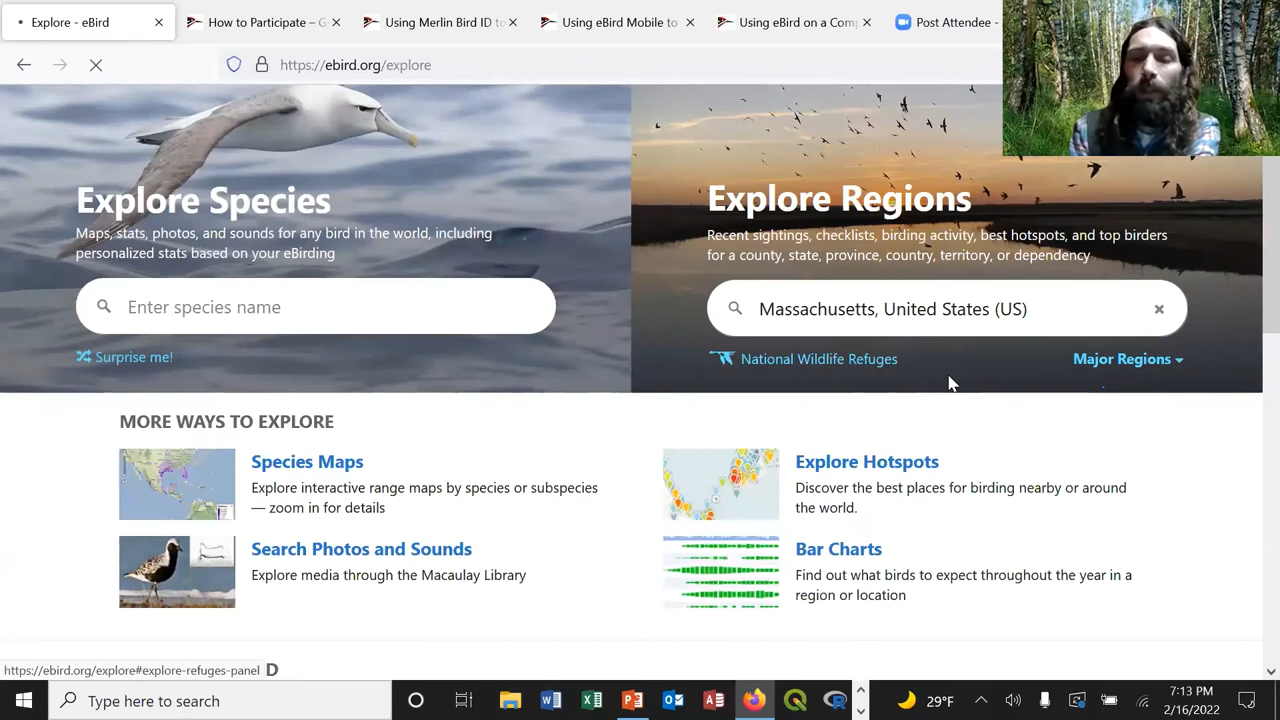 Explore - eBird
How to Participate – G
Using Merlin Bird ID to
Using eBird Mobile to
Using eBird on a Comp
Post Attendee -
https://ebird.org/explore
Explore Species
Maps, stats, photos, and sounds for any bird in the world, including
personalized stats based on your eBirding
Enter species name
Surprise me!
Explore Regions
Recent sightings, checklists, birding activity, best hotspots, and top birders
for a county, state, province, country, territory, or dependency
Massachusetts, United States (US)
National Wildlife Refuges
Major Regions
MORE WAYS TO EXPLORE
Species Maps
Explore interactive range maps by species or subspecies
— zoom in for details
Explore Hotspots
Discover the best places for birding nearby or around
the world.
Search Photos and Sounds
Explore media through the Macaulay Library
Bar Charts
Find out what birds to expect throughout the year in a
region or location
https://ebird.org/explore#explore-refuges-panel D
Type here to search
29°F
7:13 PM
2/16/2022